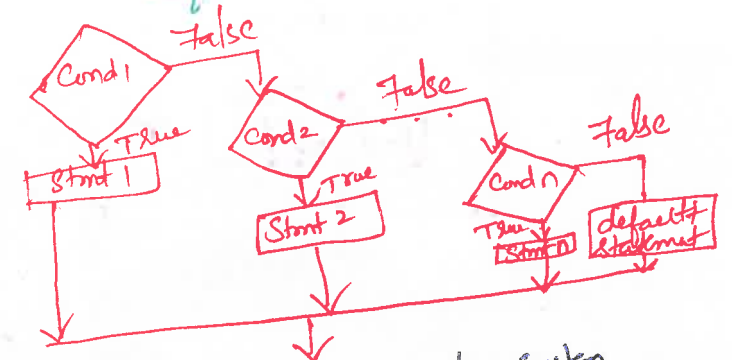 False
Cond1
True
Stmt 1
False
Cond2
True
Stmt 2
False
Cond n
True
Stmt n
default
statement